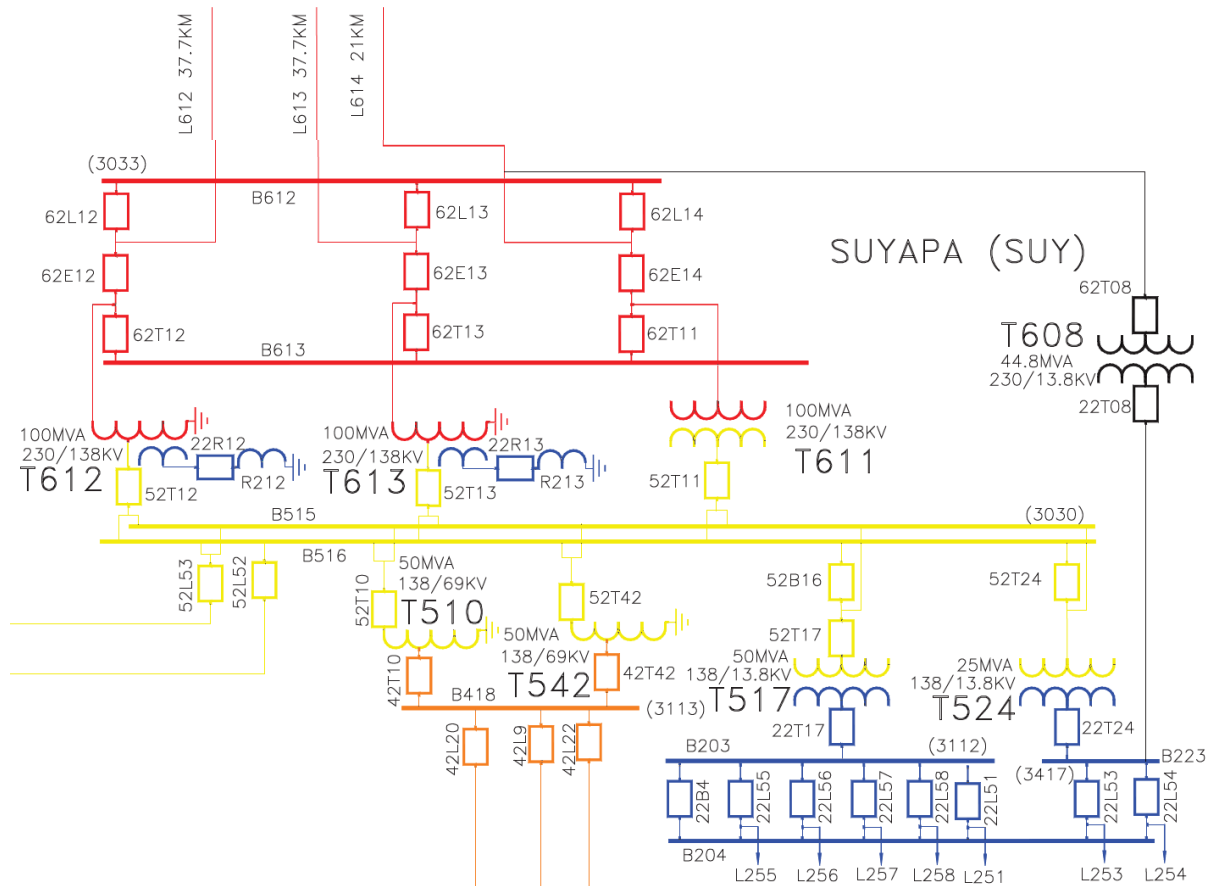 L612 37.7KM
L613 37.7KM
L614 21KM
(3033)
B612
62L12
62L13
62L14
SUYAPA (SUY)
62E12
62E13
62E14
62T08
62T12
62T13
62T11
T608
44.8MVA
230/13.8KV
B613
22T08
100MVA
230/138KV
T612
22R12
R212
52T12
100MVA
230/138KV
T613
22R13
R213
52T13
100MVA
230/138KV
T611
52T11
B515
(3030)
B516
52L53
52L52
52T10
50MVA
138/69KV
T510
52T42
52B16
52T24
52T17
42T10
50MVA
138/69KV
T542
42T42
50MVA
138/13.8KV
T517
25MVA
138/13.8KV
T524
B418
(3113)
22T17
22T24
42L20
42L9
42L22
B203
(3112)
(3417)
B223
22B4
22L55
22L56
22L57
22L58
22L51
22L53
22L54
B204
L255
L256
L257
L258
L251
L253
L254